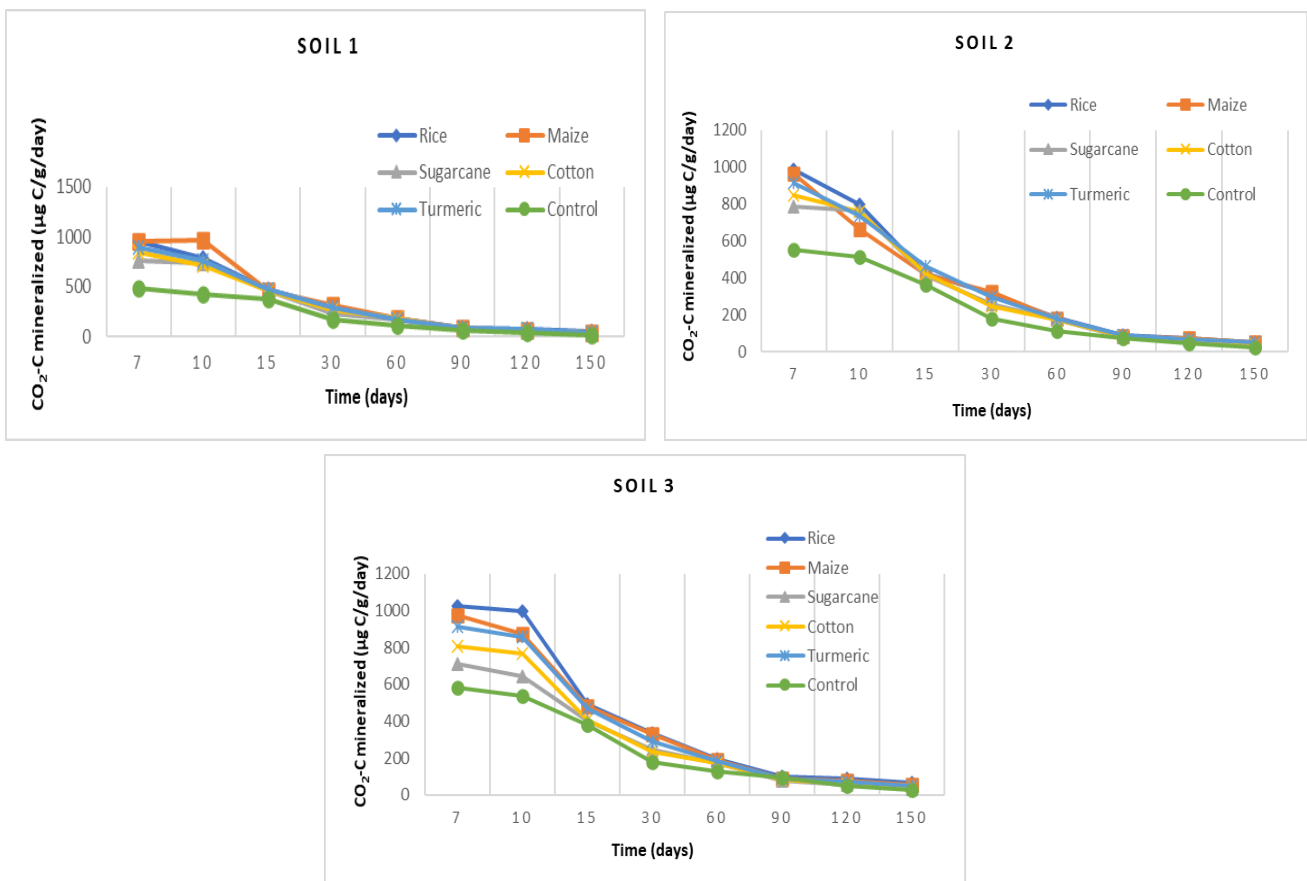 SOIL 1
CO₂-C mineralized (µg C/g/day)
Rice
Maize
Sugarcane
Cotton
Turmeric
Control
1500
1000
500
0
7 10 15 30 60 90 120 150
Time (days)
SOIL 2
CO₂-C mineralized (µg C/g/day)
Rice
Maize
Sugarcane
Cotton
Turmeric
Control
1200
1000
800
600
400
200
0
7 10 15 30 60 90 120 150
Time (days)
SOIL 3
CO₂-C mineralized (µg C/g/day)
Rice
Maize
Sugarcane
Cotton
Turmeric
Control
1200
1000
800
600
400
200
0
7 10 15 30 60 90 120 150
Time (days)